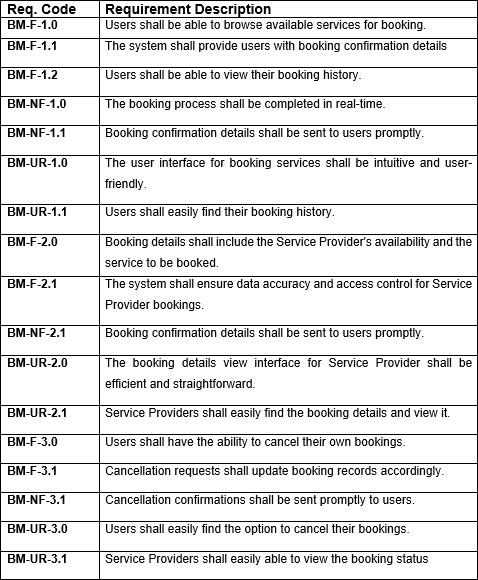 Req. Code Requirement Description
BM-F-1.0 Users shall be able to browse available services for booking.
BM-F-1.1 The system shall provide users with booking confirmation details
BM-F-1.2 Users shall be able to view their booking history.
BM-NF-1.0 The booking process shall be completed in real-time.
BM-NF-1.1 Booking confirmation details shall be sent to users promptly.
BM-UR-1.0 The user interface for booking services shall be intuitive and user-
friendly.
BM-UR-1.1 Users shall easily find their booking history.
BM-F-2.0 Booking details shall include the Service Provider's availability and the
service to be booked.
BM-F-2.1 The system shall ensure data accuracy and access control for Service
Provider bookings.
BM-NF-2.1 Booking confirmation details shall be sent to users promptly.
BM-UR-2.0 The booking details view interface for Service Provider shall be
efficient and straightforward.
BM-UR-2.1 Service Providers shall easily find the booking details and view it.
BM-F-3.0 Users shall have the ability to cancel their own bookings.
BM-F-3.1 Cancellation requests shall update booking records accordingly.
BM-NF-3.1 Cancellation confirmations shall be sent promptly to users.
BM-UR-3.0 Users shall easily find the option to cancel their bookings.
BM-UR-3.1 Service Providers shall easily able to view the booking status